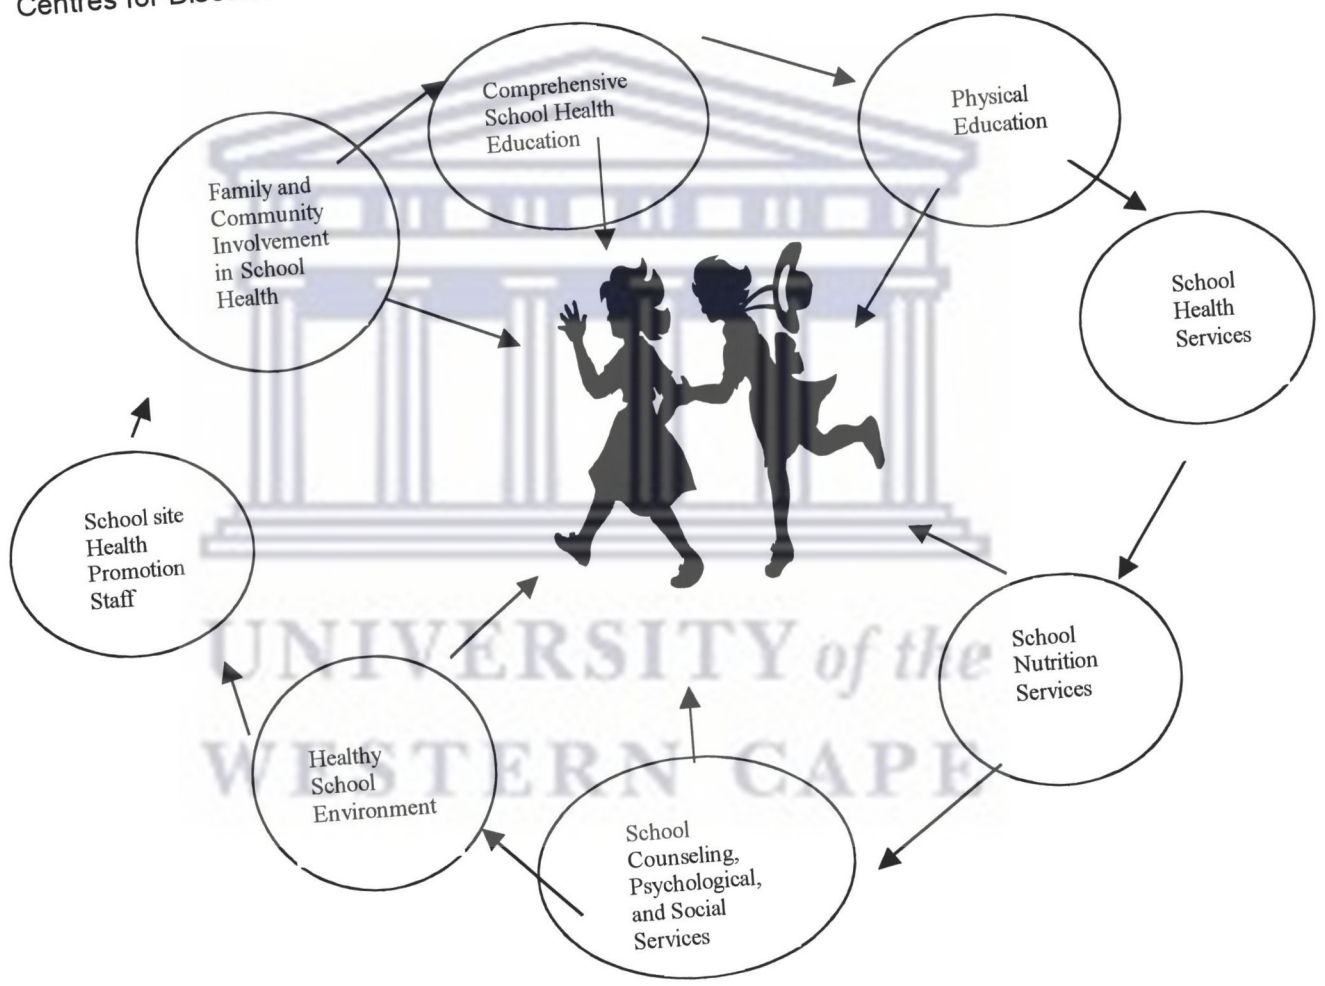 Centres for
Comprehensive
School Health
Education
Physical
Education
Family and
Community
Involvement
in School
Health
School
Health
Services
School site
Health
Promotion
Staff
School
Nutrition
Services
Healthy
School
Environment
School
Counseling,
Psychological,
and Social
Services
UNIVERSITY of the
WESTERN CAPE